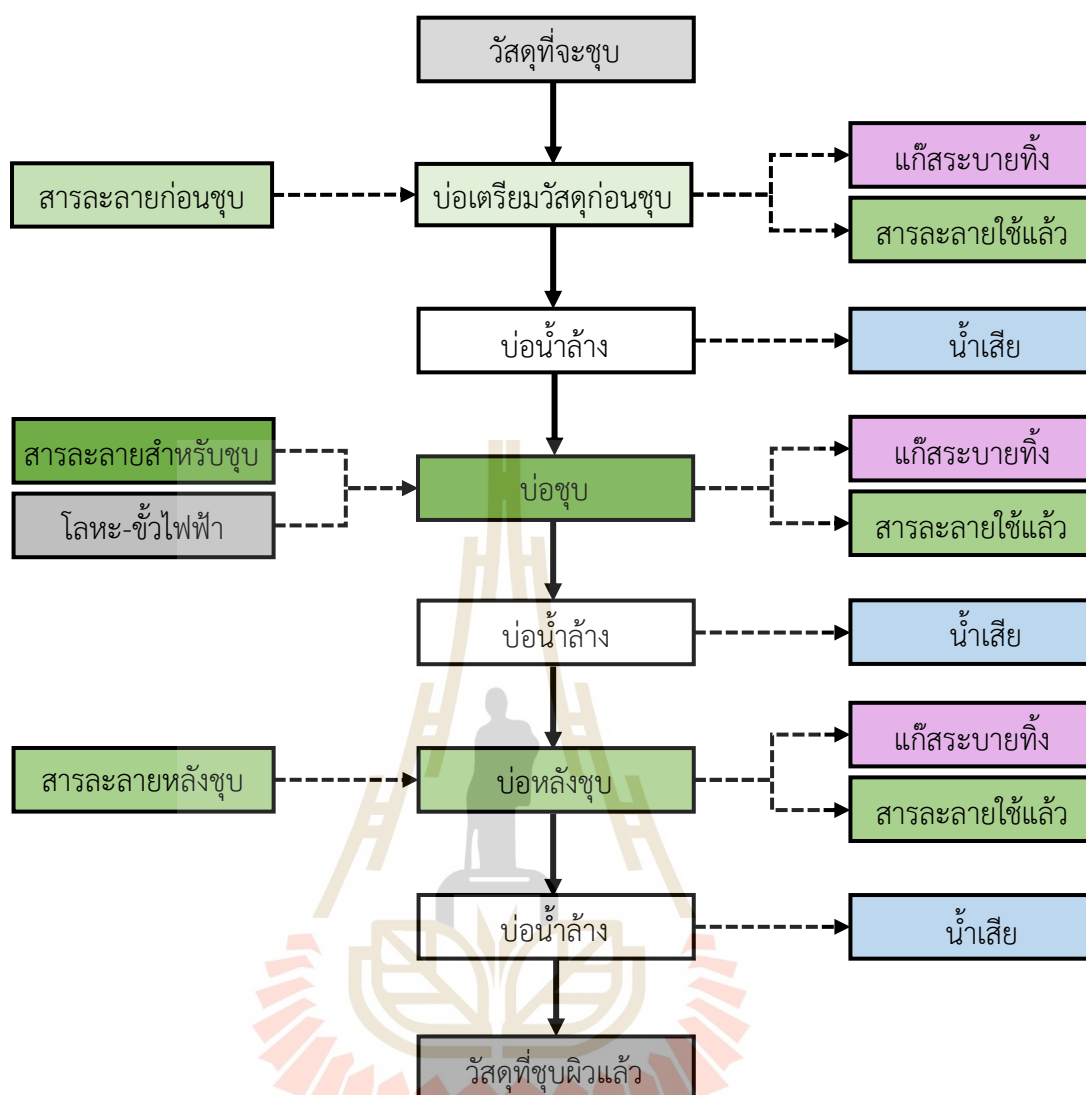 วัสดุที่จะชุบ
แก๊สระบายทิ้ง
สารละลายก่อนชุบ
บ่อเตรียมวัสดุก่อนชุบ
สารละลายใช้แล้ว
บ่อน้ำล้าง
น้ำเสีย
สารละลายสำหรับชุบ
แก๊สระบายทิ้ง
บ่อชุบ
โลหะ-ขั้วไฟฟ้า
สารละลายใช้แล้ว
บ่อน้ำล้าง
น้ำเสีย
แก๊สระบายทิ้ง
สารละลายหลังชุบ
บ่อหลังชุบ
สารละลายใช้แล้ว
บ่อน้ำล้าง
น้ำเสีย
วัสดุที่ชุบผิวแล้ว